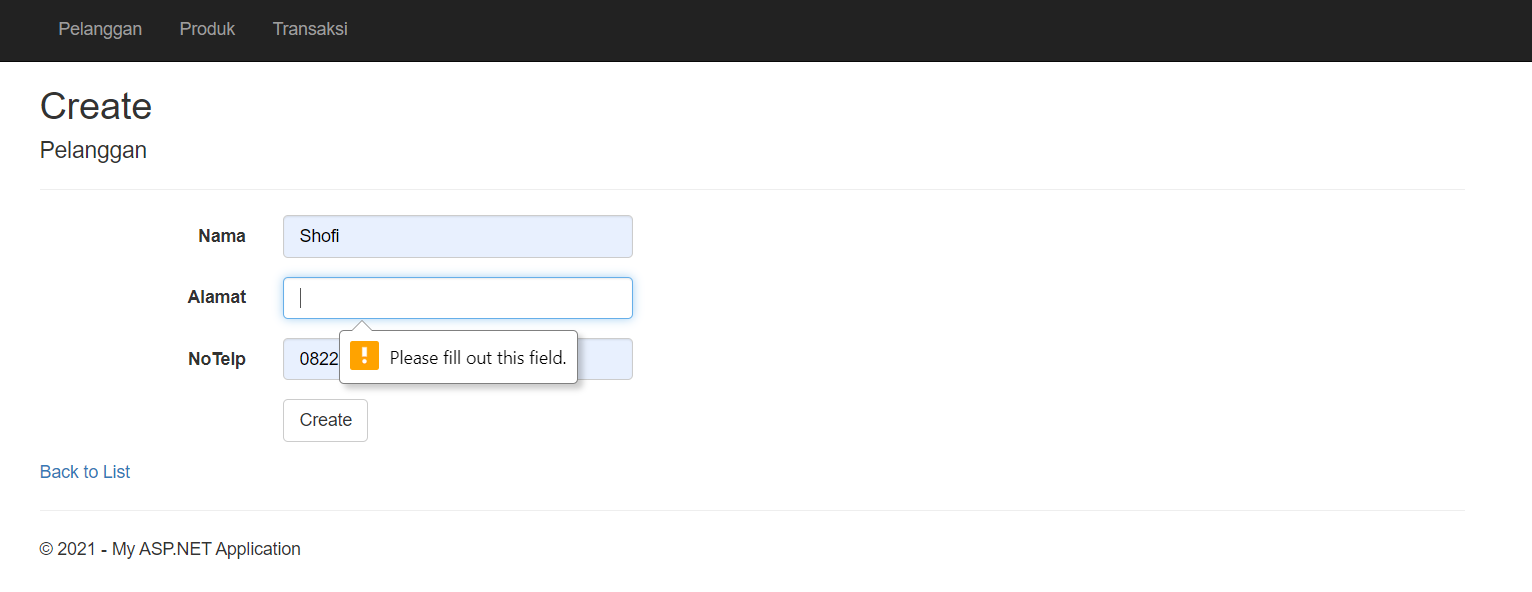 Pelanggan Produk Transaksi
Create
Pelanggan
Nama Shofi
Alamat
Please fill out this field.
NoTelp 0822
Create
Back to List
© 2021 - My ASP.NET Application